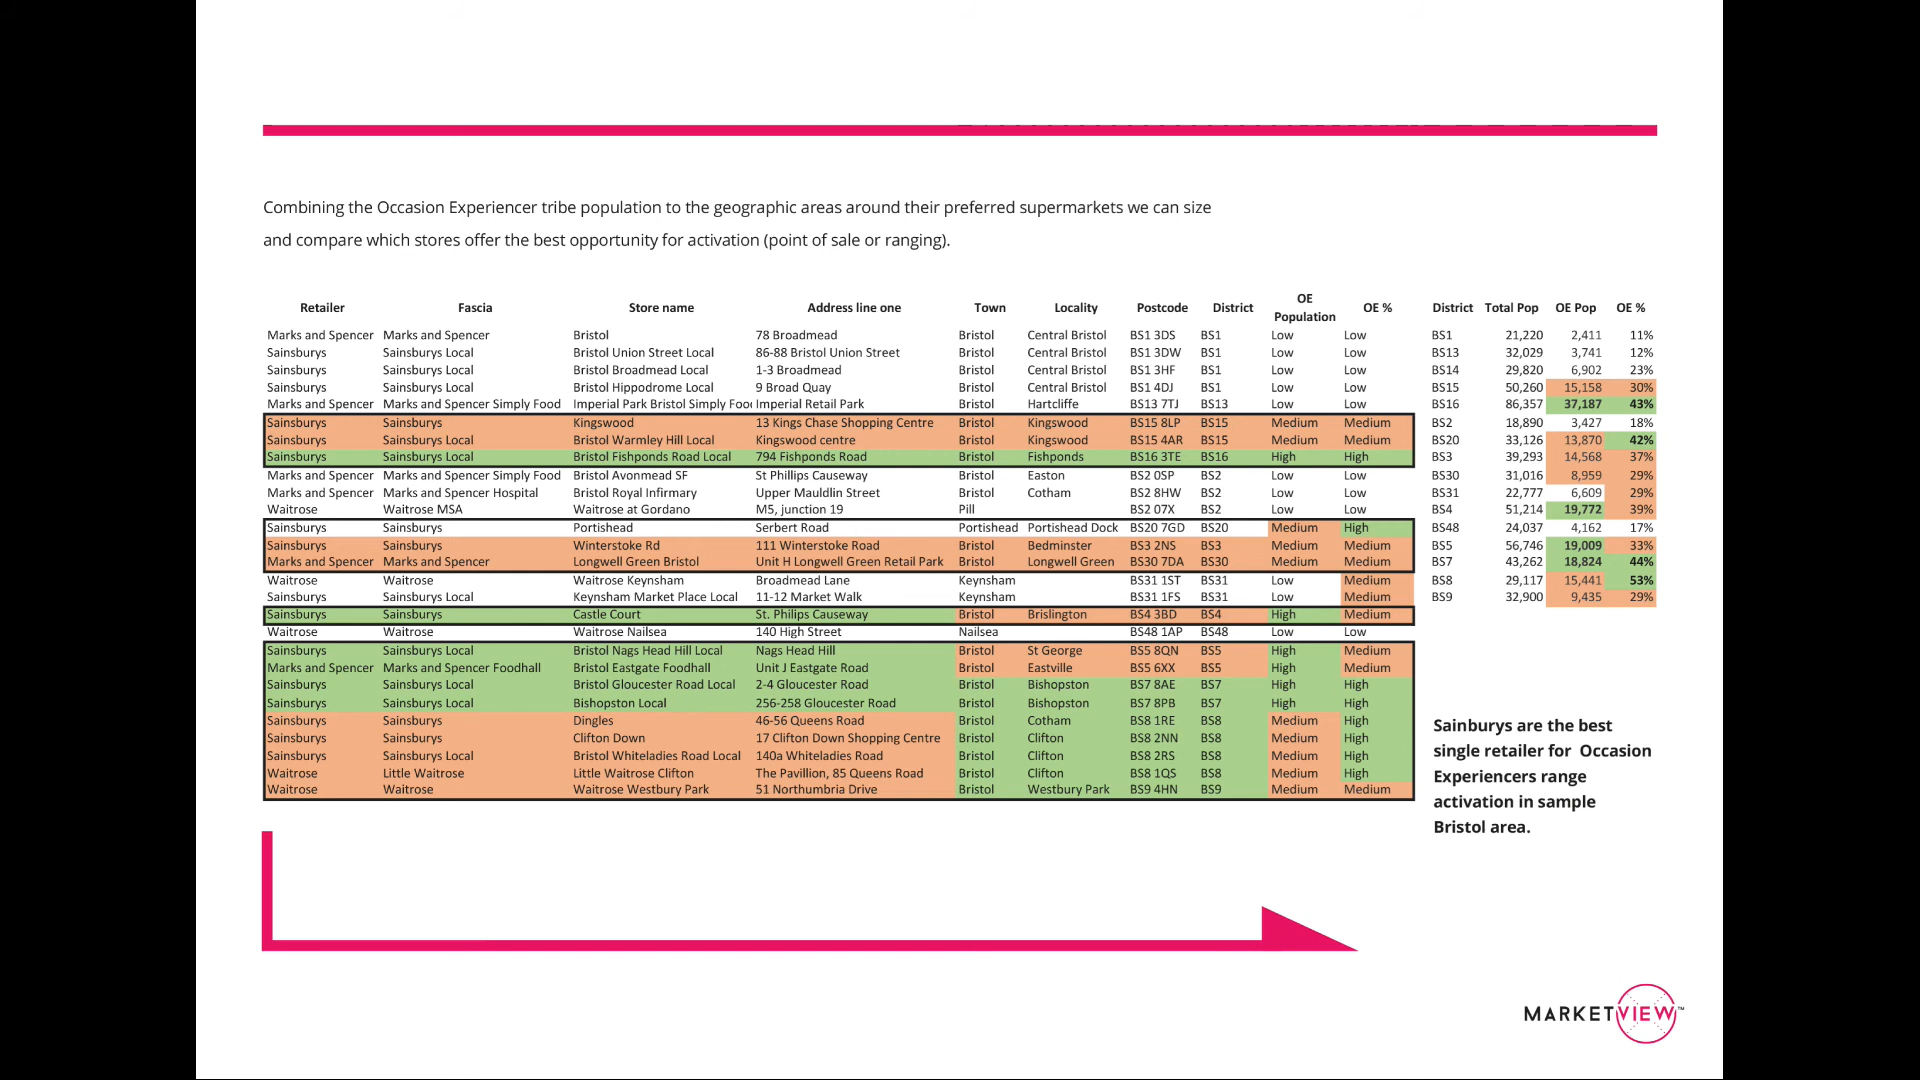 Combining the Occasion Experiencer tribe population to the geographic areas around their preferred supermarkets we can size
and compare which stores offer the best opportunity for activation (point of sale or ranging).
Retailer Fascia Store name Address line one Town Locality Postcode District OE Population OE %
Marks and Spencer Marks and Spencer Bristol 78 Broadmead Bristol Central Bristol BS1 3DS BS1 Low Low
Sainsburys Sainsburys Local Bristol Union Street Local 86-88 Bristol Union Street Bristol Central Bristol BS1 3DW BS1 Low Low
Sainsburys Sainsburys Local Bristol Broadmead Local 1-3 Broadmead Bristol Central Bristol BS1 3HF BS1 Low Low
Sainsburys Sainsburys Local Bristol Hippodrome Local 9 Broad Quay Bristol Central Bristol BS1 4DJ BS1 Low Low
Marks and Spencer Marks and Spencer Simply Food Imperial Park Bristol Simply Foo Imperial Retail Park Bristol Hartcliffe BS13 7TJ BS13 Low Low
Sainsburys Sainsburys Kingswood 13 Kings Chase Shopping Centre Bristol Kingswood BS15 8LP BS15 Medium Medium
Sainsburys Sainsburys Local Bristol Warmley Hill Local Kingswood centre Bristol Kingswood BS15 4AR BS15 Medium Medium
Sainsburys Sainsburys Local Bristol Fishponds Road Local 794 Fishponds Road Bristol Fishponds BS16 3TE BS16 High High
Marks and Spencer Marks and Spencer Simply Food Bristol Avonmead SF St Phillips Causeway Bristol Easton BS2 0SP BS2 Low Low
Marks and Spencer Marks and Spencer Hospital Bristol Royal Infirmary Upper Mauldlin Street Bristol Cotham BS2 8HW BS2 Low Low
Waitrose Waitrose MSA Waitrose at Gordano M5, junction 19 Pill BS2 07X BS2 Low Low
Sainsburys Sainsburys Portishead Serbert Road Portishead Portishead Dock BS20 7GD BS20 Medium High
Sainsburys Sainsburys Winterstoke Rd 111 Winterstoke Road Bristol Bedminster BS3 2NS BS3 Medium Medium
Marks and Spencer Marks and Spencer Longwell Green Bristol Unit H Longwell Green Retail Park Bristol Longwell Green BS30 7DA BS30 Medium Medium
Waitrose Waitrose Waitrose Keynsham Broadmead Lane Keynsham BS31 1ST BS31 Low Medium
Sainsburys Sainsburys Local Keynsham Market Place Local 11-12 Market Walk Keynsham BS31 1FS BS31 Low Medium
Sainsburys Sainsburys Castle Court St. Philips Causeway Bristol Brislington BS4 3BD BS4 High Medium
Waitrose Waitrose Waitrose Nailsea 140 High Street Nailsea BS48 1AP BS48 Low Low
Sainsburys Sainsburys Local Bristol Nags Head Hill Local Nags Head Hill Bristol St George BS5 8QN BS5 High Medium
Marks and Spencer Marks and Spencer Foodhall Bristol Eastgate Foodhall Unit J Eastgate Road Bristol Eastville BS5 6XX BS5 High Medium
Sainsburys Sainsburys Local Bristol Gloucester Road Local 2-4 Gloucester Road Bristol Bishopston BS7 8AE BS7 High High
Sainsburys Sainsburys Local Bishopston Local 256-258 Gloucester Road Bristol Bishopston BS7 8PB BS7 High High
Sainsburys Sainsburys Dingles 46-56 Queens Road Bristol Cotham BS8 1RE BS8 Medium High
Sainsburys Sainsburys Clifton Down 17 Clifton Down Shopping Centre Bristol Clifton BS8 2NN BS8 Medium High
Sainsburys Sainsburys Local Bristol Whiteladies Road Local 140a Whiteladies Road Bristol Clifton BS8 2RS BS8 Medium High
Waitrose Little Waitrose Little Waitrose Clifton The Pavillion, 85 Queens Road Bristol Clifton BS8 1QS BS8 Medium High
Waitrose Waitrose Waitrose Westbury Park 51 Northumbria Drive Bristol Westbury Park BS9 4HN BS9 Medium Medium
District Total Pop OE Pop OE %
BS1 21,220 2,411 11%
BS13 32,029 3,741 12%
BS14 29,820 6,902 23%
BS15 50,260 15,158 30%
BS16 86,357 37,187 43%
BS2 18,890 3,427 18%
BS20 33,126 13,870 42%
BS3 39,293 14,568 37%
BS30 31,016 8,959 29%
BS31 22,777 6,609 29%
BS4 51,214 19,772 39%
BS48 24,037 4,162 17%
BS5 56,746 19,009 33%
BS7 43,262 18,824 44%
BS8 29,117 15,441 53%
BS9 32,900 9,435 29%
Sainburys are the best
single retailer for Occasion
Experiencers range
activation in sample
Bristol area.
MARKETVIEW™